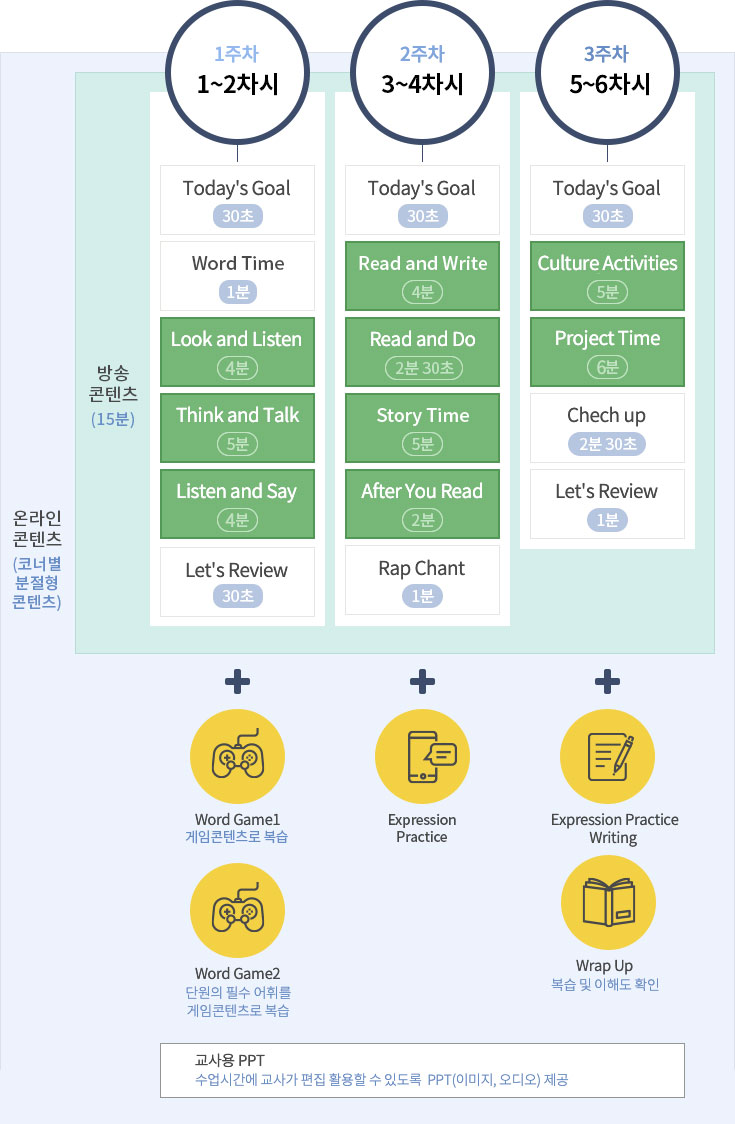 1주차
1~2차시
2주차
3~4차시
3주차
5~6차시
온라인
콘텐츠
(코너별
분절형
콘텐츠)
방송
콘텐츠
(15분)
Today's Goal
30초
Word Time
1분
Look and Listen
4분
Think and Talk
5분
Listen and Say
4분
Let's Review
30초
Today's Goal
30초
Read and Write
4분
Read and Do
2분 30초
Story Time
5분
After You Read
2분
Rap Chant
1분
Today's Goal
30초
Culture Activities
5분
Project Time
6분
Chech up
2분 30초
Let's Review
1분
Word Game1
게임콘텐츠로 복습
Word Game2
단원의 필수 어휘를
게임콘텐츠로 복습
Expression
Practice
Expression Practice
Writing
Wrap Up
복습 및 이해도 확인
교사용 PPT
수업시간에 교사가 편집 활용할 수 있도록 PPT(이미지, 오디오) 제공